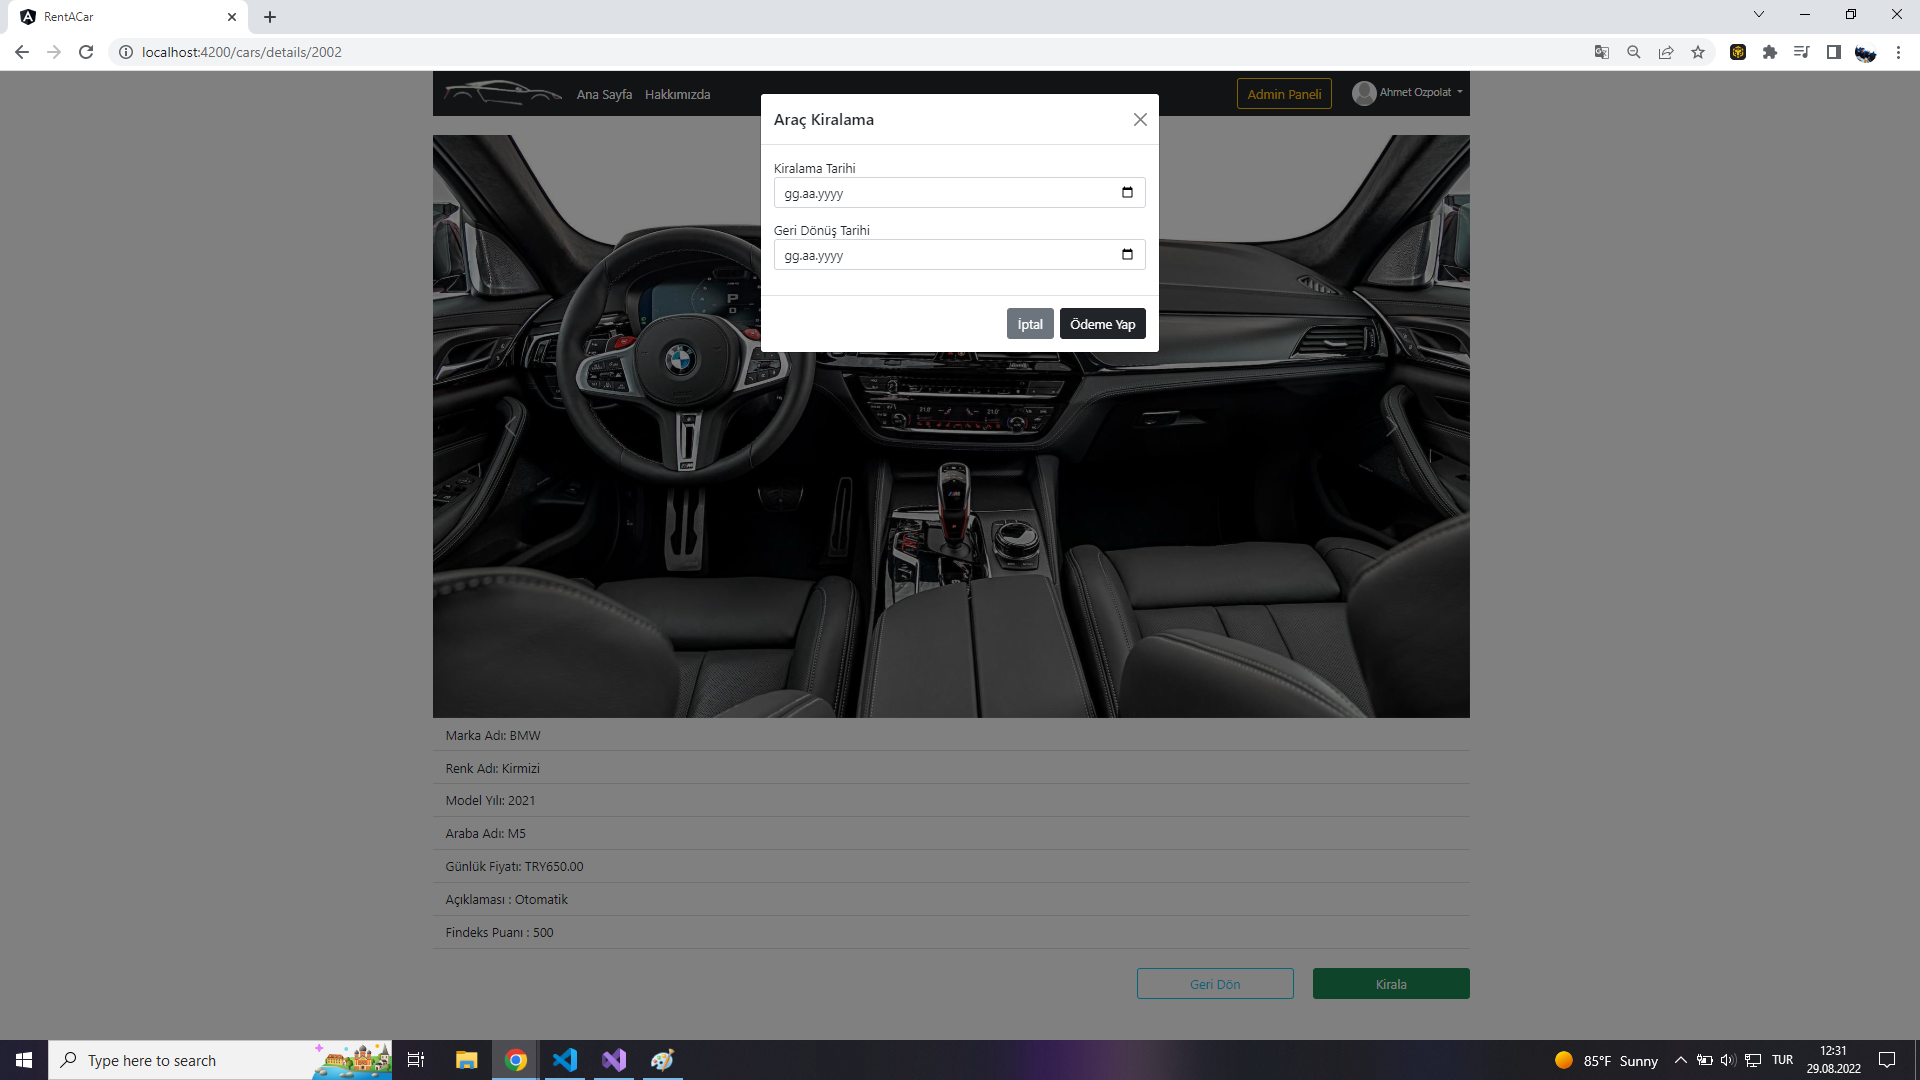 RentACar
localhost:4200/cars/details/2002
Ana Sayfa Hakkımızda
Admin Paneli
Ahmet Ozpolat
Araç Kiralama
Kiralama Tarihi
gg.aa.yyyy
Geri Dönüş Tarihi
gg.aa.yyyy
İptal
Ödeme Yap
Marka Adı: BMW
Renk Adı: Kirmizi
Model Yılı: 2021
Araba Adı: M5
Günlük Fiyatı: TRY650.00
Açıklaması : Otomatik
Findeks Puanı : 500
Geri Dön
Kirala
Type here to search
85°F Sunny
TUR
12:31
29.08.2022